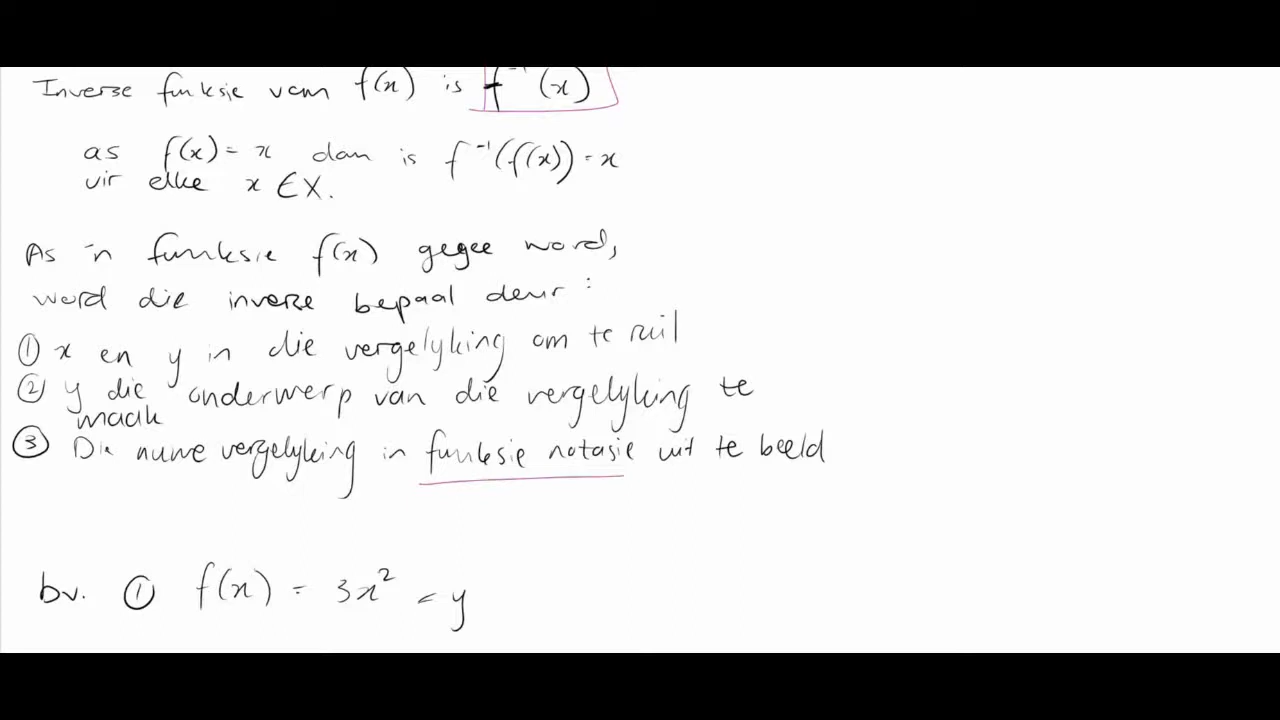 Inverse funksie van f(x) is f⁻¹(x)
as f(x) = x dan is f⁻¹(f(x)) = x
vir elke x ∈ X.
As 'n funksie f(x) gegee word,
word die inverse bepaal deur :
① x en y in die vergelyking om te ruil
② y die onderwerp van die vergelyking te
maak
③ Die nuwe vergelyking in funksie notasie uit te beeld
bv. ① f(x) = 3x² = y